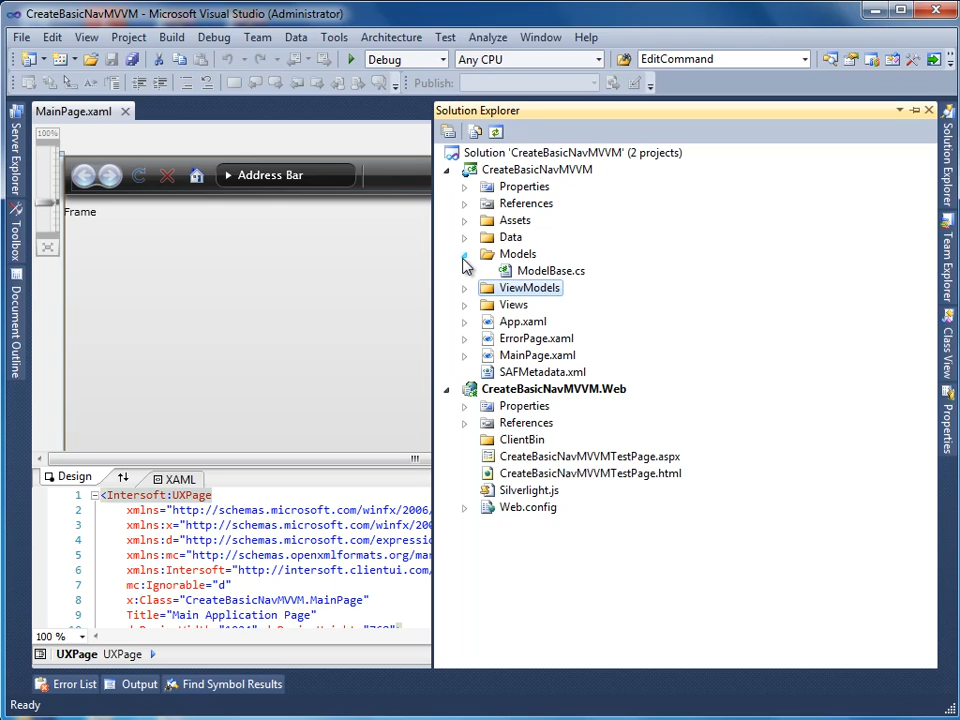 CreateBasicNavMVVM - Microsoft Visual Studio (Administrator)
File Edit View Project Build Debug Team Data Tools Architecture Test Analyze Window Help
Debug Any CPU EditCommand
Publish:
MainPage.xaml
Solution Explorer
Server Explorer
Toolbox
Document Outline
100%
Address Bar
Frame
Solution 'CreateBasicNavMVVM' (2 projects)
CreateBasicNavMVVM
Properties
References
Assets
Data
Models
ModelBase.cs
ViewModels
Views
App.xaml
ErrorPage.xaml
MainPage.xaml
SAFMetadata.xml
CreateBasicNavMVVM.Web
Properties
References
ClientBin
CreateBasicNavMVVMTestPage.aspx
CreateBasicNavMVVMTestPage.html
Silverlight.js
Web.config
Solution Explorer
Team Explorer
Class View
Properties
Design XAML
1 <Intersoft:UXPage
2 xmlns="http://schemas.microsoft.com/winfx/2006/
3 xmlns:x="http://schemas.microsoft.com/winfx/200
4 xmlns:d="http://schemas.microsoft.com/expressio
5 xmlns:mc="http://schemas.openxmlformats.org/mar
6 xmlns:Intersoft="http://intersoft.clientui.com/
7 mc:Ignorable="d"
8 x:Class="CreateBasicNavMVVM.MainPage"
9 Title="Main Application Page"
100 %
UXPage UXPage
Error List Output Find Symbol Results
Ready